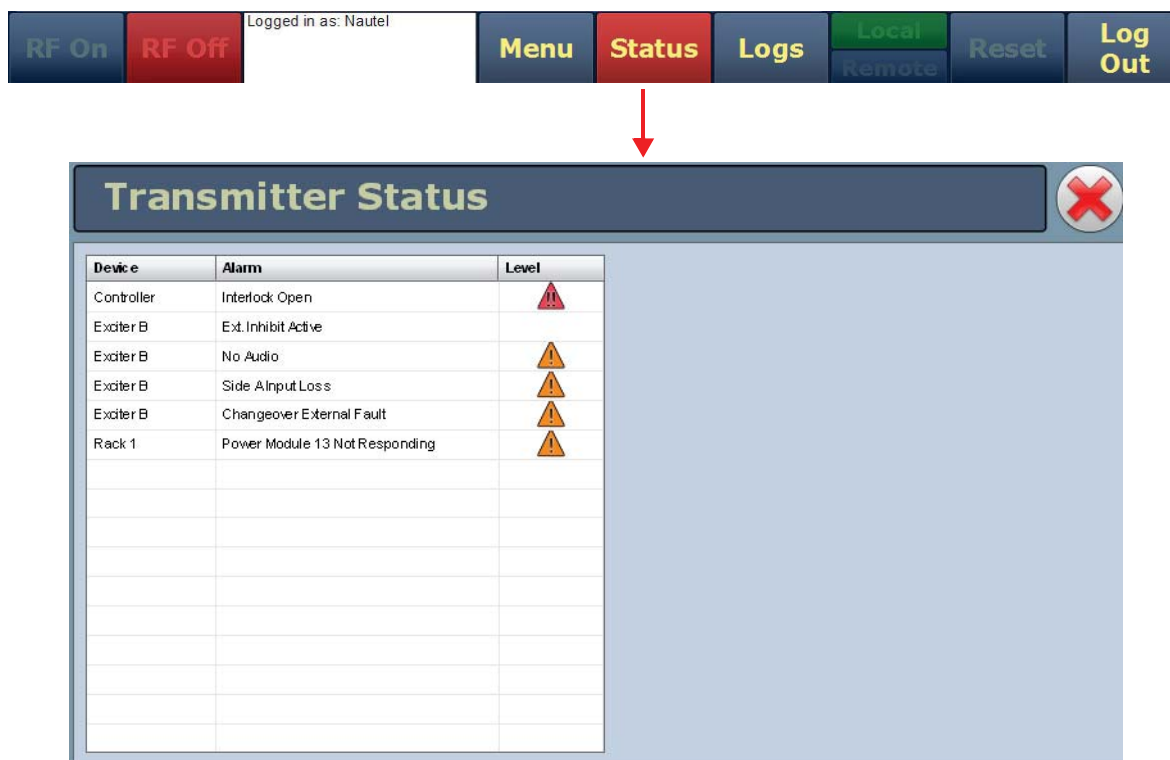 Logged in as: Nautel
RF On RF Off Menu Status Logs Local Remote Reset Log Out
Transmitter Status
Device Alarm Level
Controller Interlock Open
Exciter B Ext. Inhibit Active
Exciter B No Audio
Exciter B Side A Input Loss
Exciter B Changeover External Fault
Rack 1 Power Module 13 Not Responding